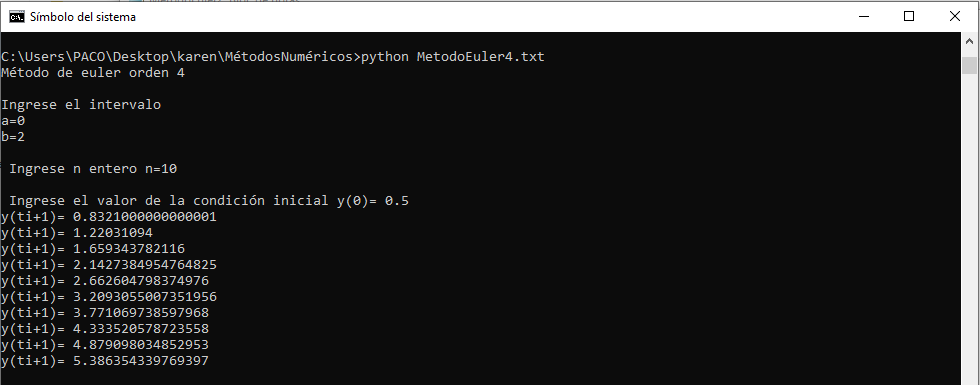 Símbolo del sistema
C:\Users\PACO\Desktop\karen\MétodosNuméricos>python MetodoEuler4.txt
Método de euler orden 4
Ingrese el intervalo
a=0
b=2
Ingrese n entero n=10
Ingrese el valor de la condición inicial y(0)= 0.5
y(ti+1)= 0.8321000000000001
y(ti+1)= 1.22031094
y(ti+1)= 1.659343782116
y(ti+1)= 2.1427384954764825
y(ti+1)= 2.662604798374976
y(ti+1)= 3.2093055007351956
y(ti+1)= 3.771069738597968
y(ti+1)= 4.333520578723558
y(ti+1)= 4.879098034852953
y(ti+1)= 5.386354339769397